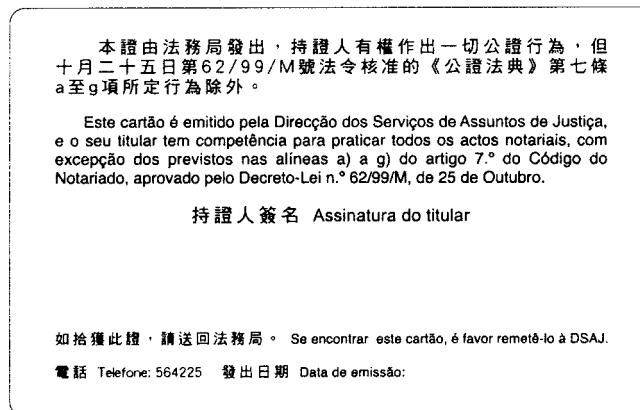 本證由法務局發出，持證人有權作出一切公證行為，但
十月二十五日第62/99/M號法令核准的《公證法典》第七條
a至g項所定行為除外。
Este cartão é emitido pela Direcção dos Serviços de Assuntos de Justiça,
e o seu titular tem competência para praticar todos os actos notariais, com
excepção dos previstos nas alíneas a) a g) do artigo 7.º do Código do
Notariado, aprovado pelo Decreto-Lei n.º 62/99/M, de 25 de Outubro.
持證人簽名 Assinatura do titular
如拾獲此證，請送回法務局。 Se encontrar este cartão, é favor remetê-lo à DSAJ.
電話 Telefone: 564225 發出日期 Data de emissão: